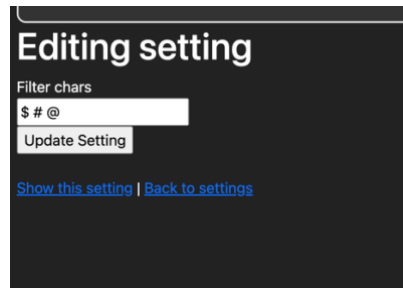 Editing setting
Filter chars
$ # @
Update Setting
Show this setting | Back to settings